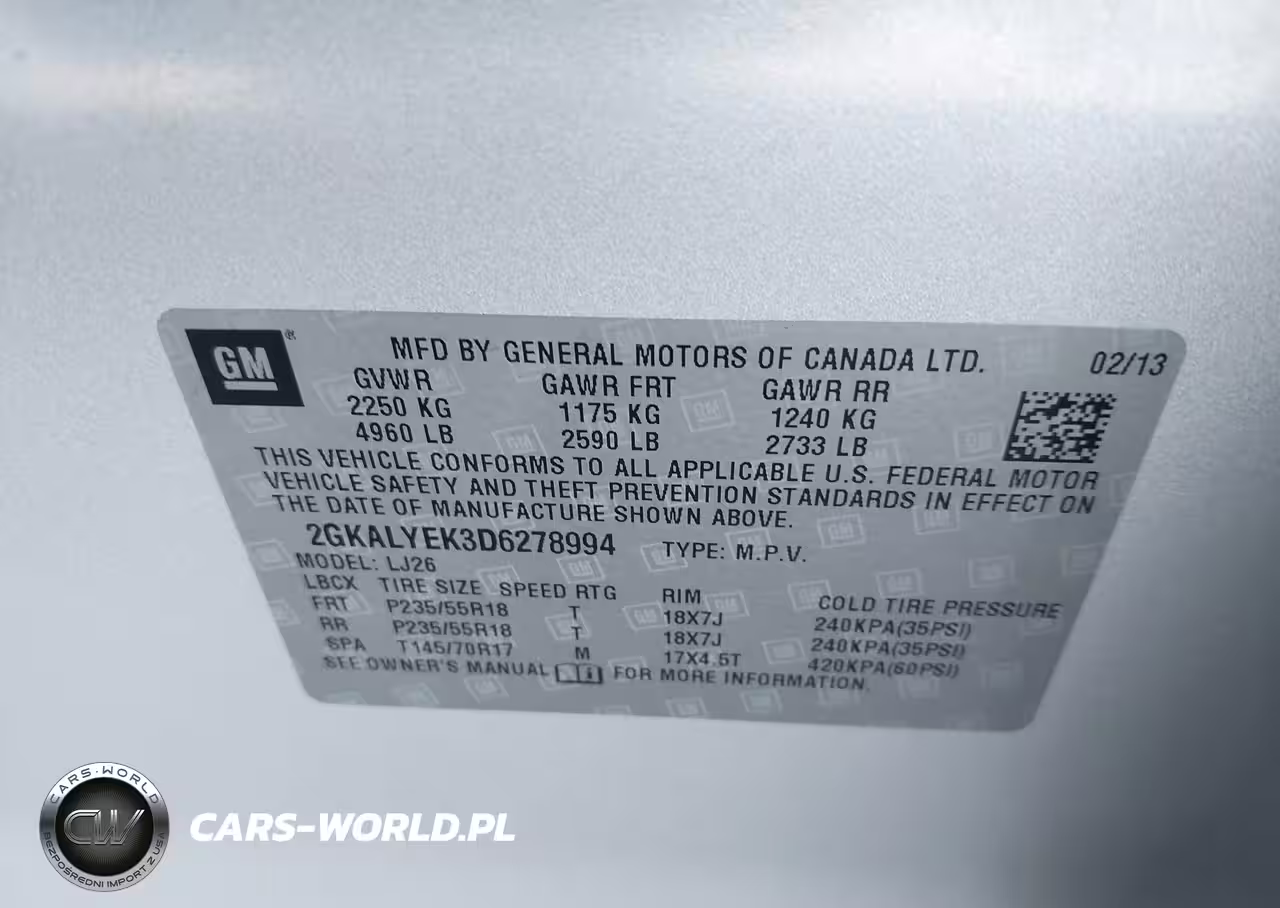 GM ®
MFD BY GENERAL MOTORS OF CANADA LTD. 02/13
GVWR GAWR FRT GAWR RR
2250 KG 1175 KG 1240 KG
4960 LB 2590 LB 2733 LB
THIS VEHICLE CONFORMS TO ALL APPLICABLE U.S. FEDERAL MOTOR
VEHICLE SAFETY AND THEFT PREVENTION STANDARDS IN EFFECT ON
THE DATE OF MANUFACTURE SHOWN ABOVE.
2GKALYEK3D6278994 TYPE: M.P.V.
MODEL: LJ26
LBCX TIRE SIZE SPEED RTG RIM COLD TIRE PRESSURE
FRT P235/55R18 T 18X7J 240KPA(35PSI)
RR P235/55R18 T 18X7J 240KPA(35PSI)
SPA T145/70R17 M 17X4.5T 420KPA(60PSI)
SEE OWNER'S MANUAL FOR MORE INFORMATION.
CARS-WORLD
CW
BEZPOŚREDNI IMPORT Z USA
CARS-WORLD.PL